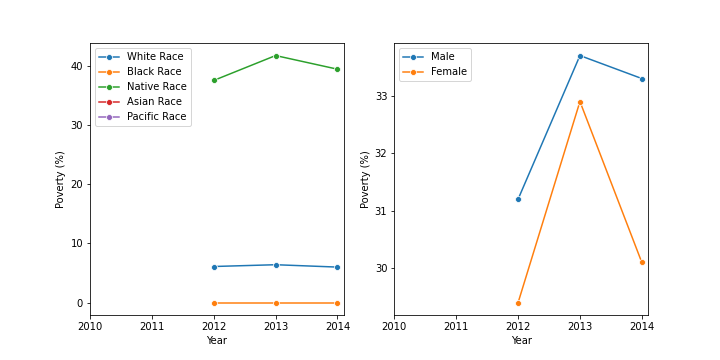 White Race
Black Race
Native Race
Asian Race
Pacific Race
40
30
20
10
0
Poverty (%)
2010 2011 2012 2013 2014
Year
Male
Female
33
32
31
30
Poverty (%)
2010 2011 2012 2013 2014
Year